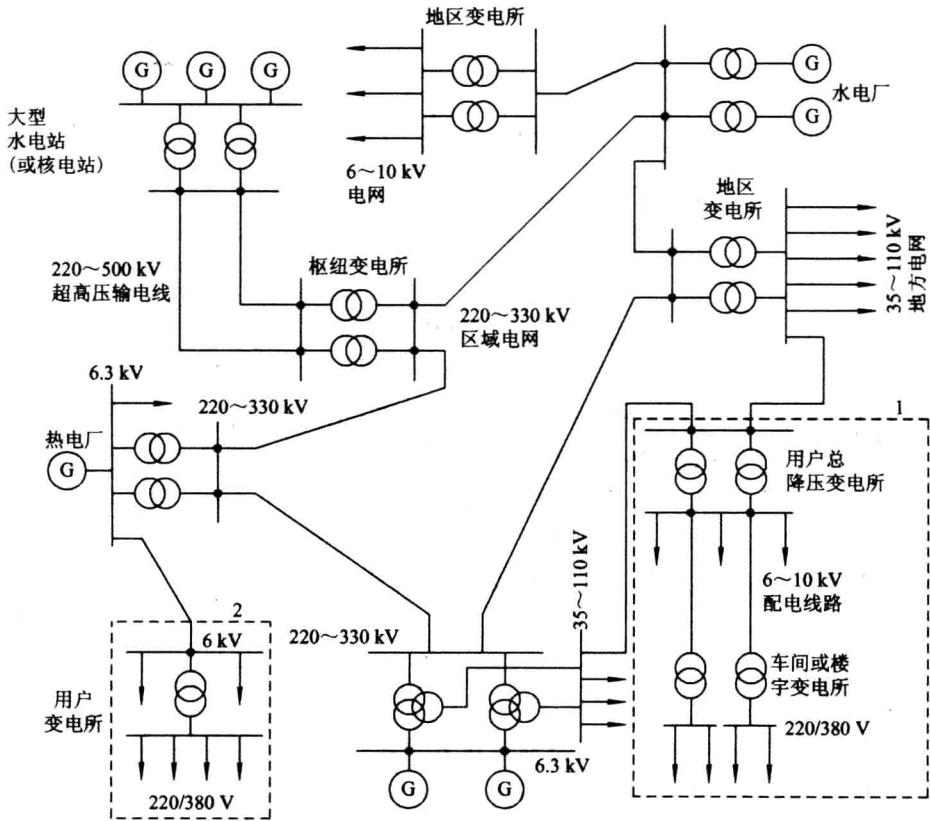 地区变电所
G
G
G
G
水电厂
G
大型
水电站
(或核电站)
6～10 kV
电网
地区
变电所
35～110 kV
地方电网
220～500 kV
超高压输电线
枢纽变电所
220～330 kV
区域电网
6.3 kV
220～330 kV
热电厂
G
1
用户总
降压变电所
35～110 kV
6～10 kV
配电线路
2
6 kV
220～330 kV
用户
变电所
车间或楼
宇变电所
220/380 V
6.3 kV
G
G
220/380 V